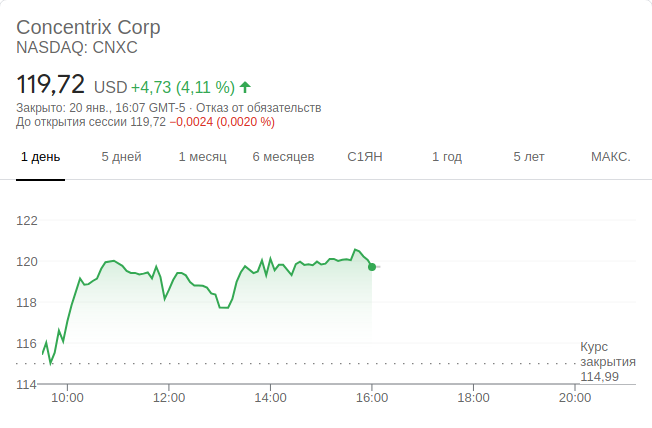 Concentrix Corp
NASDAQ: CNXC
119,72 USD +4,73 (4,11 %)
Закрыто: 20 янв., 16:07 GMT-5 · Отказ от обязательств
До открытия сессии 119,72 −0,0024 (0,0020 %)
1 день 5 дней 1 месяц 6 месяцев С1ЯН 1 год 5 лет МАКС.
122
120
118
116
Курс
закрытия
114,99
114
10:00 12:00 14:00 16:00 18:00 20:00